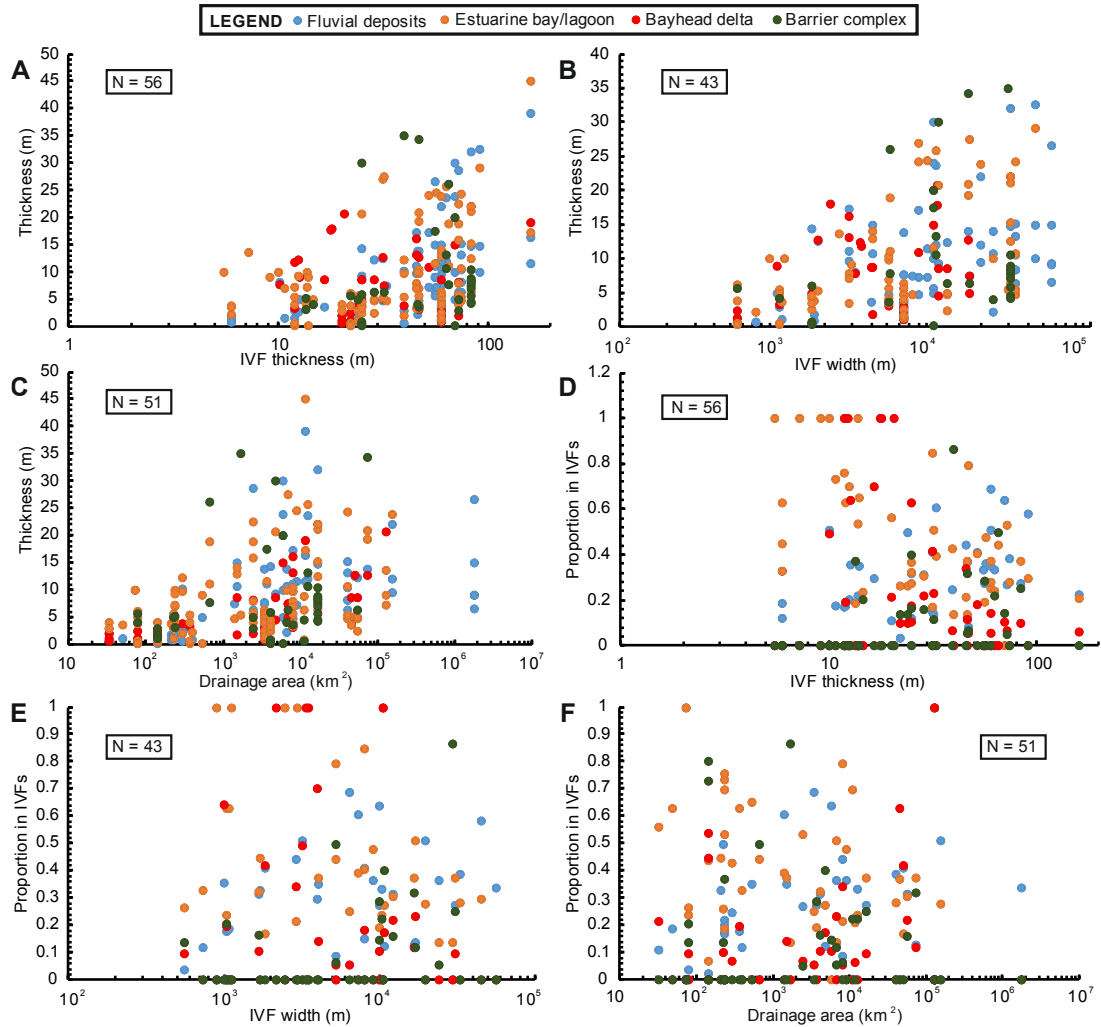 LEGEND Fluvial deposits Estuarine bay/lagoon Bayhead delta Barrier complex
A
N = 56
Thickness (m)
50
45
40
35
30
25
20
15
10
5
0
1 10 100
IVF thickness (m)
B
N = 43
Thickness (m)
40
35
30
25
20
15
10
5
0
10² 10³ 10⁴ 10⁵
IVF width (m)
C
N = 51
Thickness (m)
50
45
40
35
30
25
20
15
10
5
0
10 10² 10³ 10⁴ 10⁵ 10⁶ 10⁷
Drainage area (km²)
D
N = 56
Proportion in IVFs
1.2
1
0.8
0.6
0.4
0.2
0
1 10 100
IVF thickness (m)
E
N = 43
Proportion in IVFs
1
0.9
0.8
0.7
0.6
0.5
0.4
0.3
0.2
0.1
0
10² 10³ 10⁴ 10⁵
IVF width (m)
F
N = 51
Proportion in IVFs
1
0.9
0.8
0.7
0.6
0.5
0.4
0.3
0.2
0.1
0
10 10² 10³ 10⁴ 10⁵ 10⁶ 10⁷
Drainage area (km²)